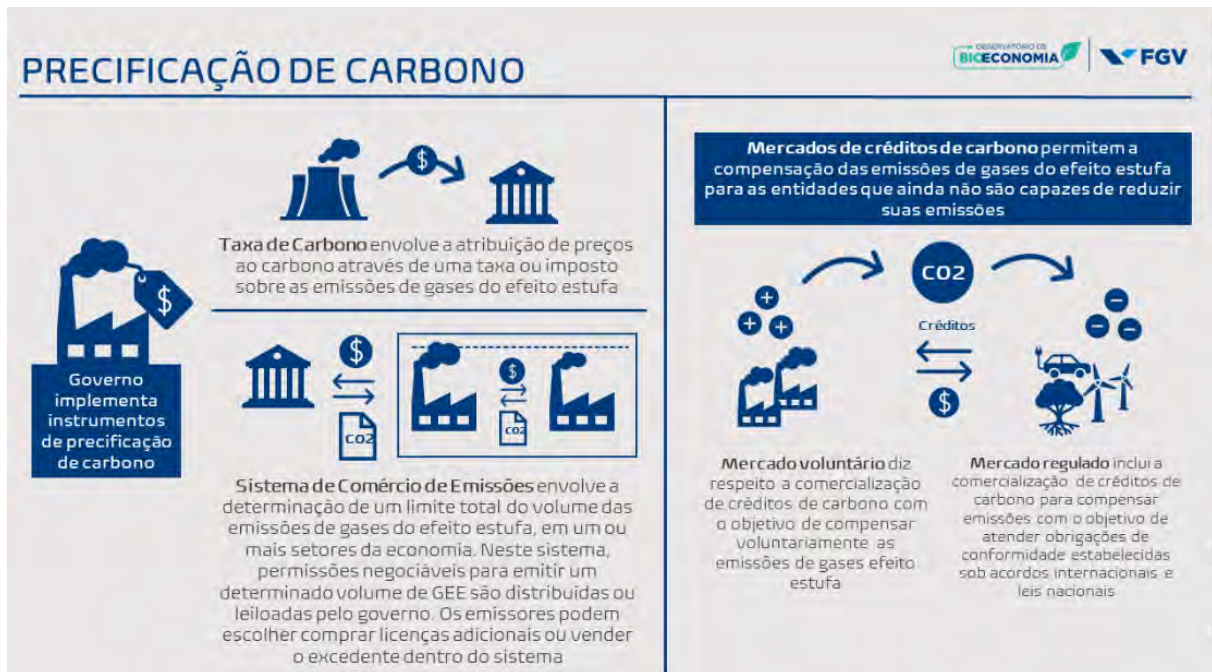 PRECIFICAÇÃO DE CARBONO
OBSERVATÓRIO DE
BIOECONOMIA
FGV
$
Taxa de Carbono envolve a atribuição de preços
ao carbono através de uma taxa ou imposto
sobre as emissões de gases do efeito estufa
$
Governo
implementa
instrumentos
de precificação
de carbono
$
CO2
$
CO2
Sistema de Comércio de Emissões envolve a
determinação de um limite total do volume das
emissões de gases do efeito estufa, em um ou
mais setores da economia. Neste sistema,
permissões negociáveis para emitir um
determinado volume de GEE são distribuídas ou
leiloadas pelo governo. Os emissores podem
escolher comprar licenças adicionais ou vender
o excedente dentro do sistema
Mercados de créditos de carbono permitem a
compensação das emissões de gases do efeito estufa
para as entidades que ainda não são capazes de reduzir
suas emissões
CO2
Créditos
$
Mercado voluntário diz
respeito a comercialização
de créditos de carbono com
o objetivo de compensar
voluntariamente as
emissões de gases efeito
estufa
Mercado regulado inclui a
comercialização de créditos de
carbono para compensar
emissões com o objetivo de
atender obrigações de
conformidade estabelecidas
sob acordos internacionais e
leis nacionais